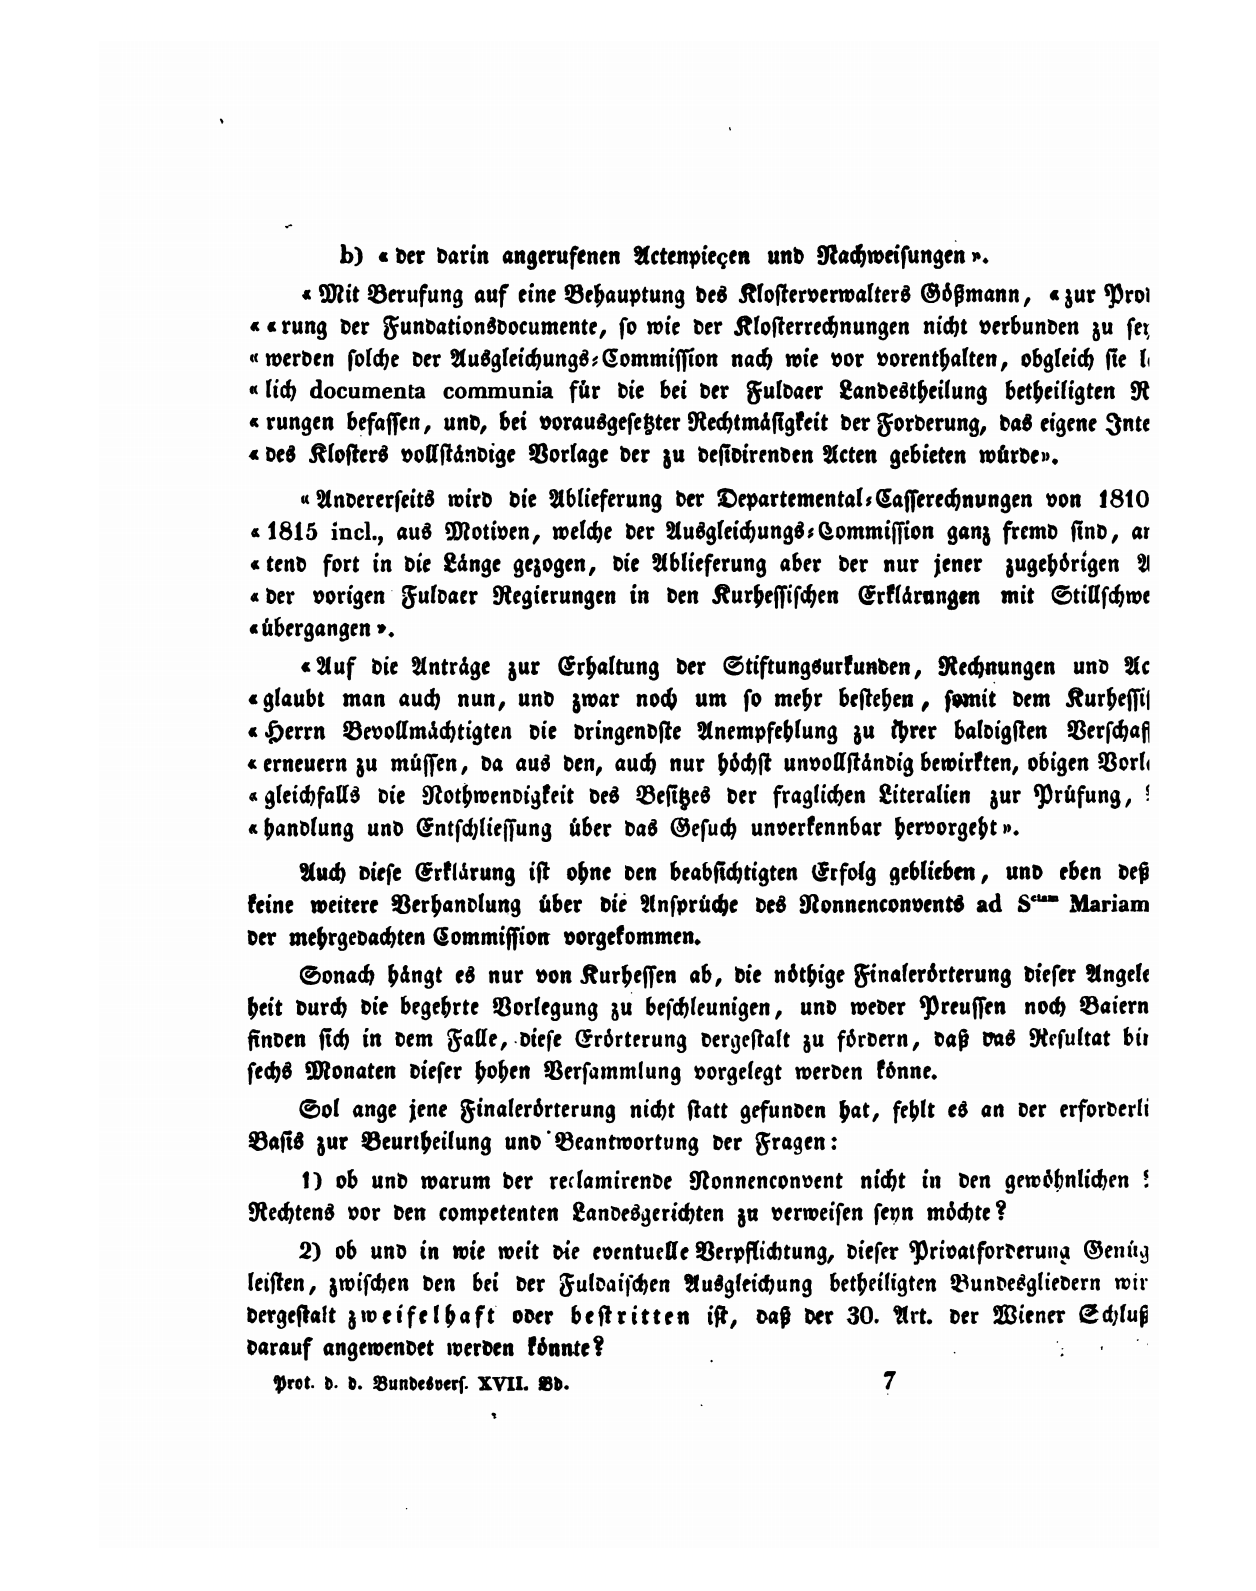 b) « der darin angerufenen Actenpieçen und Nachweisungen ».
« Mit Berufung auf eine Behauptung des Klosterverwalters Gößmann, « zur
« « rung der Fundationsdocumente, so wie der Klosterrechnungen nicht verbunden zu
« werden solche der Ausgleichungs-Commission nach wie vor vorenthalten, obgleich sie
« lich documenta communia für die bei der Fuldaer Landestheilung betheiligten
« rungen befassen, und, bei vorausgesetzter Rechtmäsigkeit der Forderung, das eigene Inte
« des Klosters vollständige Vorlage der zu desidirenden Acten gebieten würde».
« Andererseits wird die Ablieferung der Departemental-Casserechnungen von 1810
« 1815 incl., aus Motiven, welche der Ausgleichungs-Commission ganz fremd sind,
« tend fort in die Länge gezogen, die Ablieferung aber der nur jener zugehörigen
« der vorigen Fuldaer Regierungen in den Kurhessischen Erklärungen mit Stillschwe
«übergangen ».
« Auf die Anträge zur Erhaltung der Stiftungsurkunden, Rechnungen und Ac
« glaubt man auch nun, und zwar noch um so mehr bestehen, somit dem Kurhessis
« Herrn Bevollmächtigten die dringendste Anempfehlung zu ihrer baldigsten Verschaf
« erneuern zu müssen, da aus den, auch nur höchst unvollständig bewirkten, obigen Vorl
« gleichfalls die Nothwendigkeit des Besitzes der fraglichen Literalien zur Prüfung,
« handlung und Entschliessung über das Gesuch unverkennbar hervorgeht ».
Auch diese Erklärung ist ohne den beabsichtigten Erfolg geblieben, und eben deß
keine weitere Verhandlung über die Ansprüche des Nonnenconvents ad Sctam Mariam
der mehrgedachten Commission vorgekommen.
Sonach hängt es nur von Kurhessen ab, die nöthige Finalerörterung dieser Angele
heit durch die begehrte Vorlegung zu beschleunigen, und weder Preussen noch Baiern
finden sich in dem Falle, diese Erörterung dergestalt zu fördern, daß das Resultat bin
sechs Monaten dieser hohen Versammlung vorgelegt werden könne.
Sol ange jene Finalerörterung nicht statt gefunden hat, fehlt es an der erforderli
Basis zur Beurtheilung und Beantwortung der Fragen:
1) ob und warum der reclamirende Nonnenconvent nicht in den gewöhnlichen
Rechtens vor den competenten Landesgerichten zu verweisen seyn möchte?
2) ob und in wie weit die eventuelle Verpflichtung, dieser Privatforderung Genüg
leisten, zwischen den bei der Fuldaischen Ausgleichung betheiligten Bundesgliedern wir
dergestalt zweifelhaft oder bestritten ist, daß der 30. Art. der Wiener Schluß
darauf angewendet werden könnte?
Prot. d. d. Bundesvers. XVII. Bd. 7